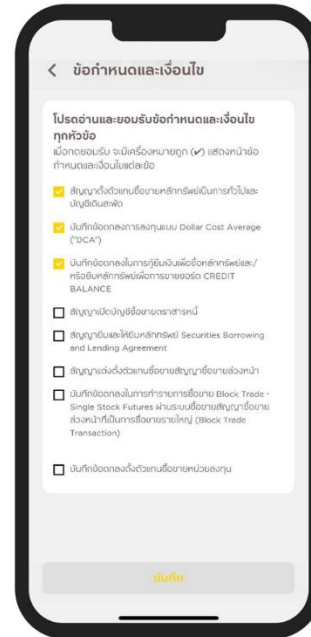 ข้อกำหนดและเงื่อนไข
โปรดอ่านและยอมรับข้อกำหนดและเงื่อนไข
ทุกหัวข้อ
เมื่อกดยอมรับ จะมีเครื่องหมายถูก (✔) แสดงหน้าข้อ
กำหนดและเงื่อนไขแต่ละข้อ
สัญญาตั้งตัวแทนซื้อขายหลักทรัพย์เป็นการทั่วไปและ
บัญชีเดินสะพัด
บันทึกข้อตกลงการลงทุนแบบ Dollar Cost Average
("DCA")
บันทึกข้อตกลงในการกู้ยืมเงินเพื่อซื้อหลักทรัพย์และ/
หรือยืมหลักทรัพย์เพื่อการขายชอร์ต CREDIT
BALANCE
สัญญาเปิดบัญชีซื้อขายตราสารหนี้
สัญญายืมและให้ยืมหลักทรัพย์ Securities Borrowing
and Lending Agreement
สัญญาแต่งตั้งตัวแทนซื้อขายสัญญาซื้อขายล่วงหน้า
บันทึกข้อตกลงในการทำรายการซื้อขาย Block Trade -
Single Stock Futures ผ่านระบบซื้อขายสัญญาซื้อขาย
ล่วงหน้าที่เป็นการซื้อขายรายใหญ่ (Block Trade
Transaction)
บันทึกข้อตกลงตั้งตัวแทนซื้อขายหน่วยลงทุน
บันทึก